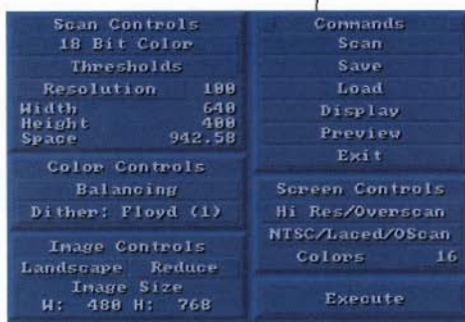 Scan Controls
18 Bit Color
Thresholds
Resolution 100
Width 640
Height 400
Space 942.58
Color Controls
Balancing
Dither: Floyd (1)
Image Controls
Landscape Reduce
Image Size
W: 480 H: 768
Commands
Scan
Save
Load
Display
Preview
Exit
Screen Controls
Hi Res/Overscan
NTSC/Laced/OScan
Colors 16
Execute